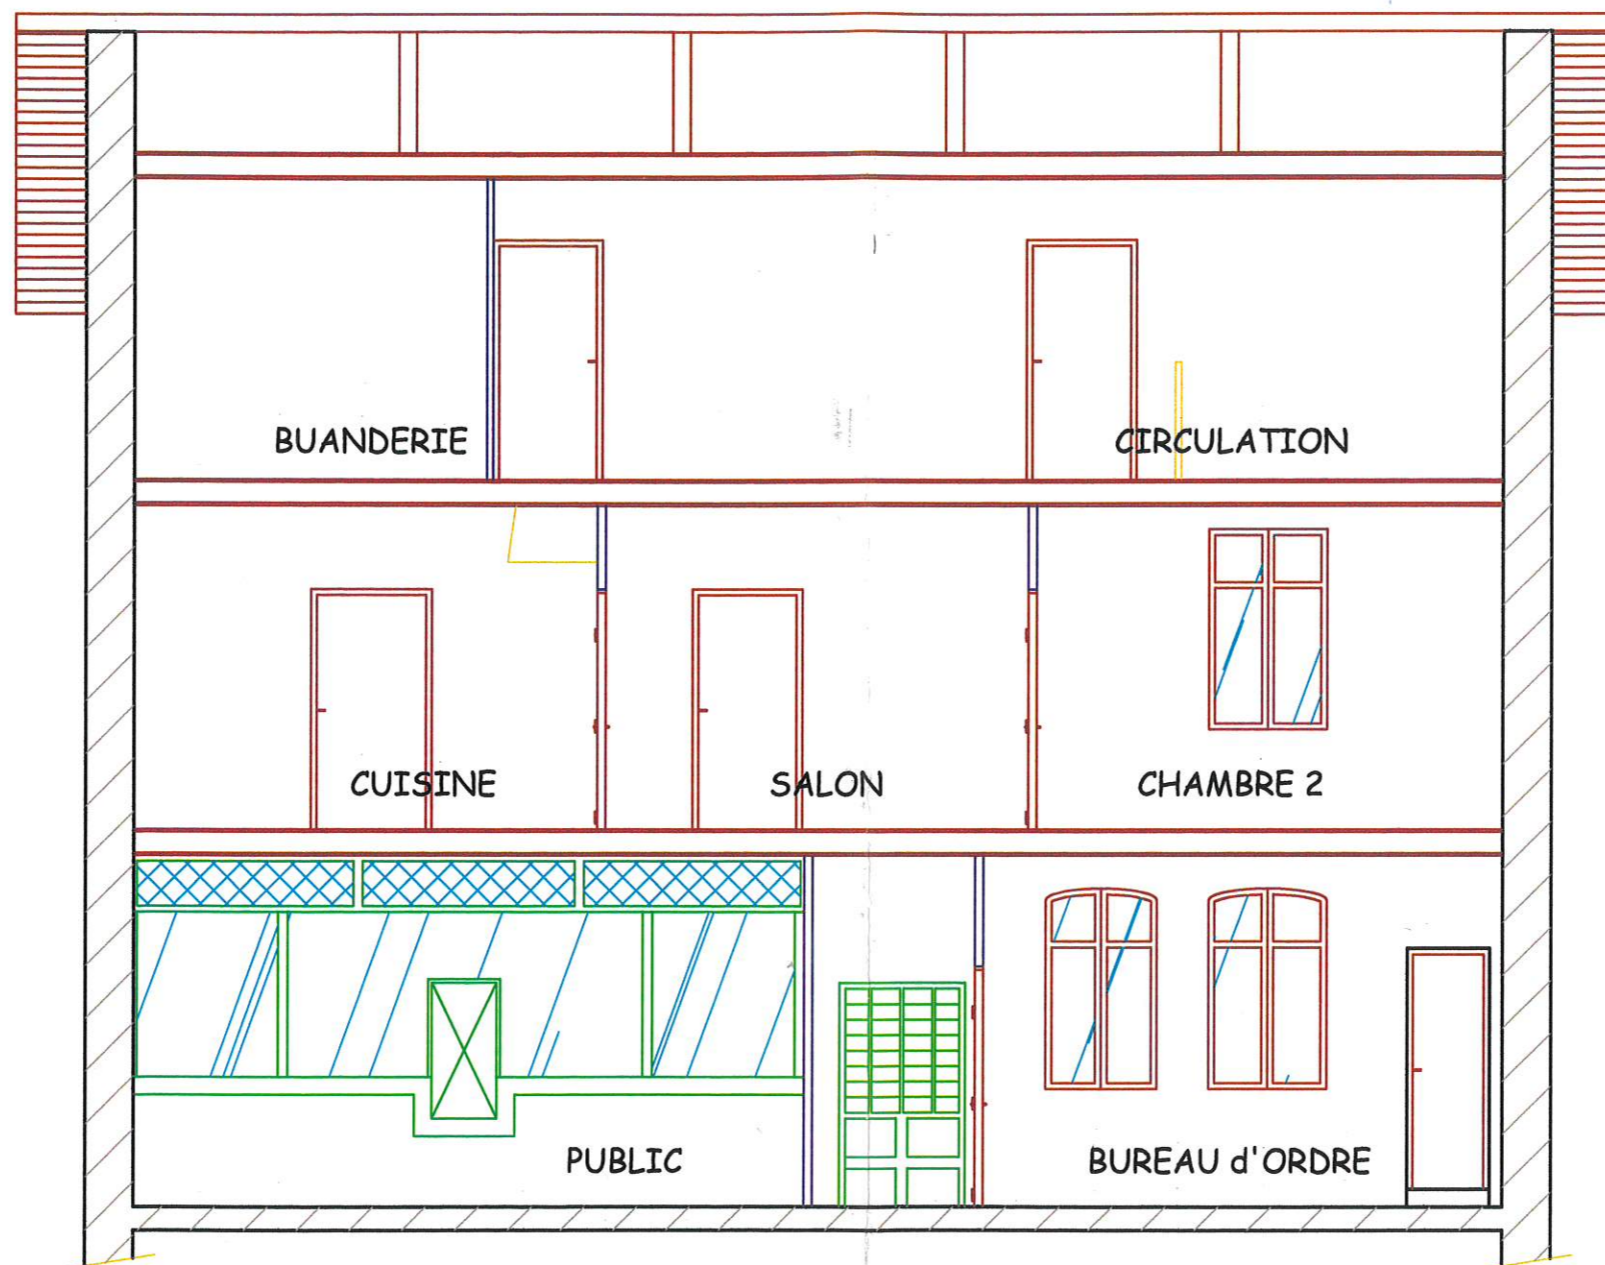 BUANDERIE
CIRCULATION
CUISINE
SALON
CHAMBRE 2
PUBLIC
BUREAU d'ORDRE